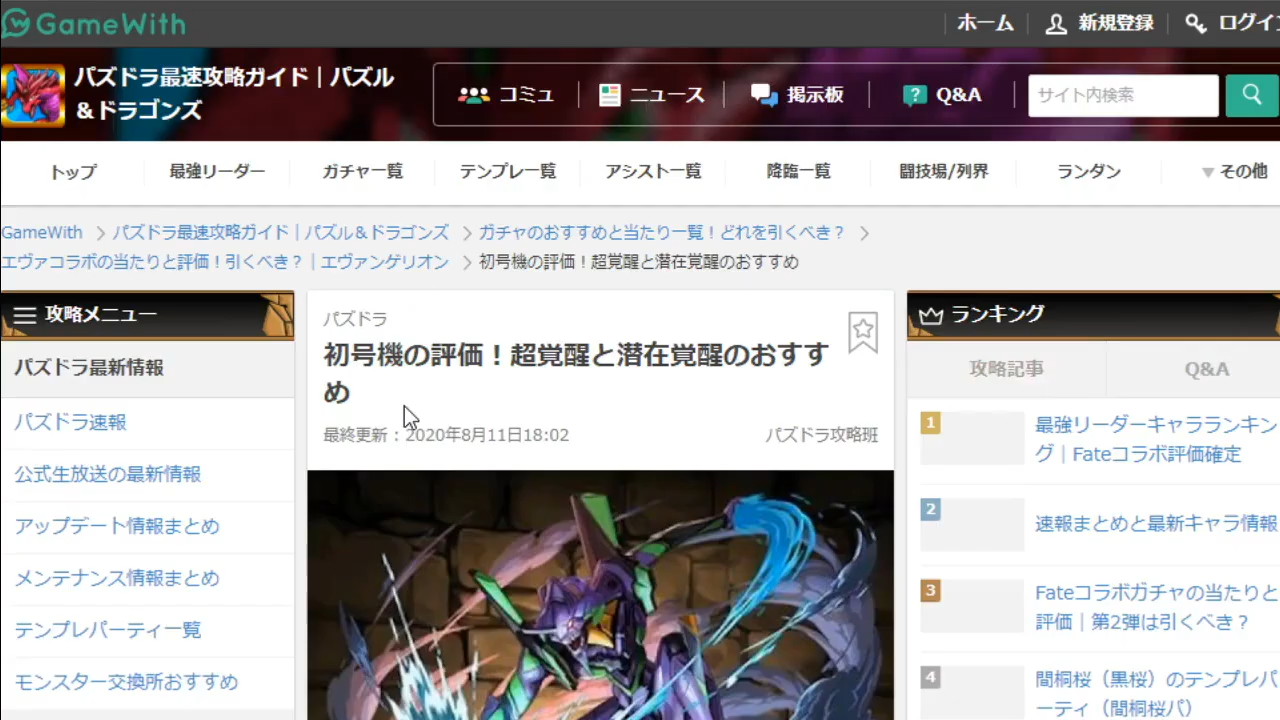 GameWith
ホーム
新規登録
ログイン
パズドラ最速攻略ガイド｜パズル
＆ドラゴンズ
コミュ
ニュース
掲示板
Q&A
サイト内検索
トップ
最強リーダー
ガチャ一覧
テンプレ一覧
アシスト一覧
降臨一覧
闘技場/列界
ランダン
その他
GameWith
パズドラ最速攻略ガイド｜パズル＆ドラゴンズ
ガチャのおすすめと当たり一覧！どれを引くべき？
エヴァコラボの当たりと評価！引くべき？｜エヴァンゲリオン
初号機の評価！超覚醒と潜在覚醒のおすすめ
攻略メニュー
パズドラ最新情報
パズドラ速報
公式生放送の最新情報
アップデート情報まとめ
メンテナンス情報まとめ
テンプレパーティ一覧
モンスター交換所おすすめ
パズドラ
初号機の評価！超覚醒と潜在覚醒のおすす
め
最終更新：2020年8月11日18:02
パズドラ攻略班
ランキング
攻略記事
Q&A
1
最強リーダーキャラランキン
グ｜Fateコラボ評価確定
2
速報まとめと最新キャラ情報
3
Fateコラボガチャの当たりと
評価｜第2弾は引くべき？
4
間桐桜（黒桜）のテンプレパ
ーティ（間桐桜パ）